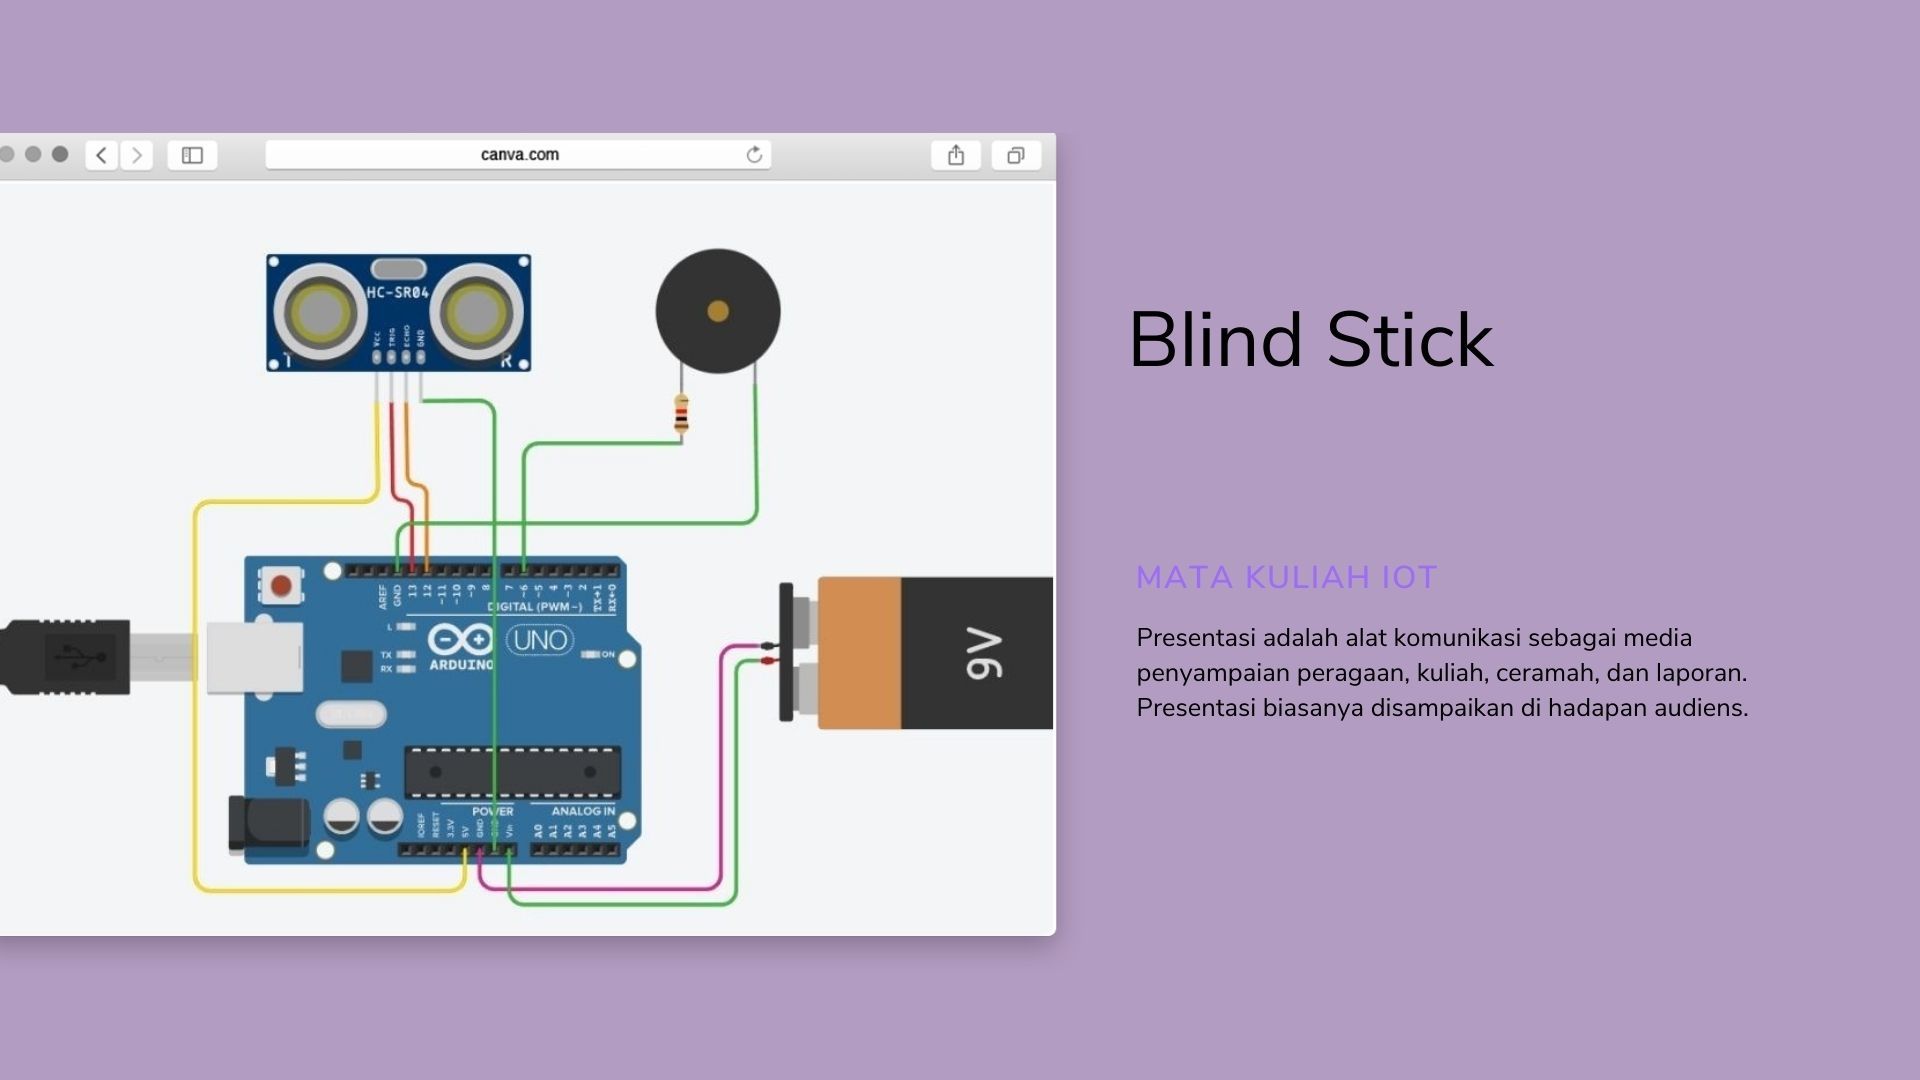 canva.com
HC-SR04
VCC
TRIG
ECHO
GND
T
R
Blind Stick
MATA KULIAH IOT
Presentasi adalah alat komunikasi sebagai media
penyampaian peragaan, kuliah, ceramah, dan laporan.
Presentasi biasanya disampaikan di hadapan audiens.
AREF
GND
13
12
~11
~10
~9
8
7
~6
~5
4
~3
2
TX→1
RX←0
DIGITAL (PWM~)
L
TX
RX
ARDUINO
UNO
ON
9V
POWER
ANALOG IN
IOREF
RESET
3.3V
5V
GND
GND
Vin
A0
A1
A2
A3
A4
A5